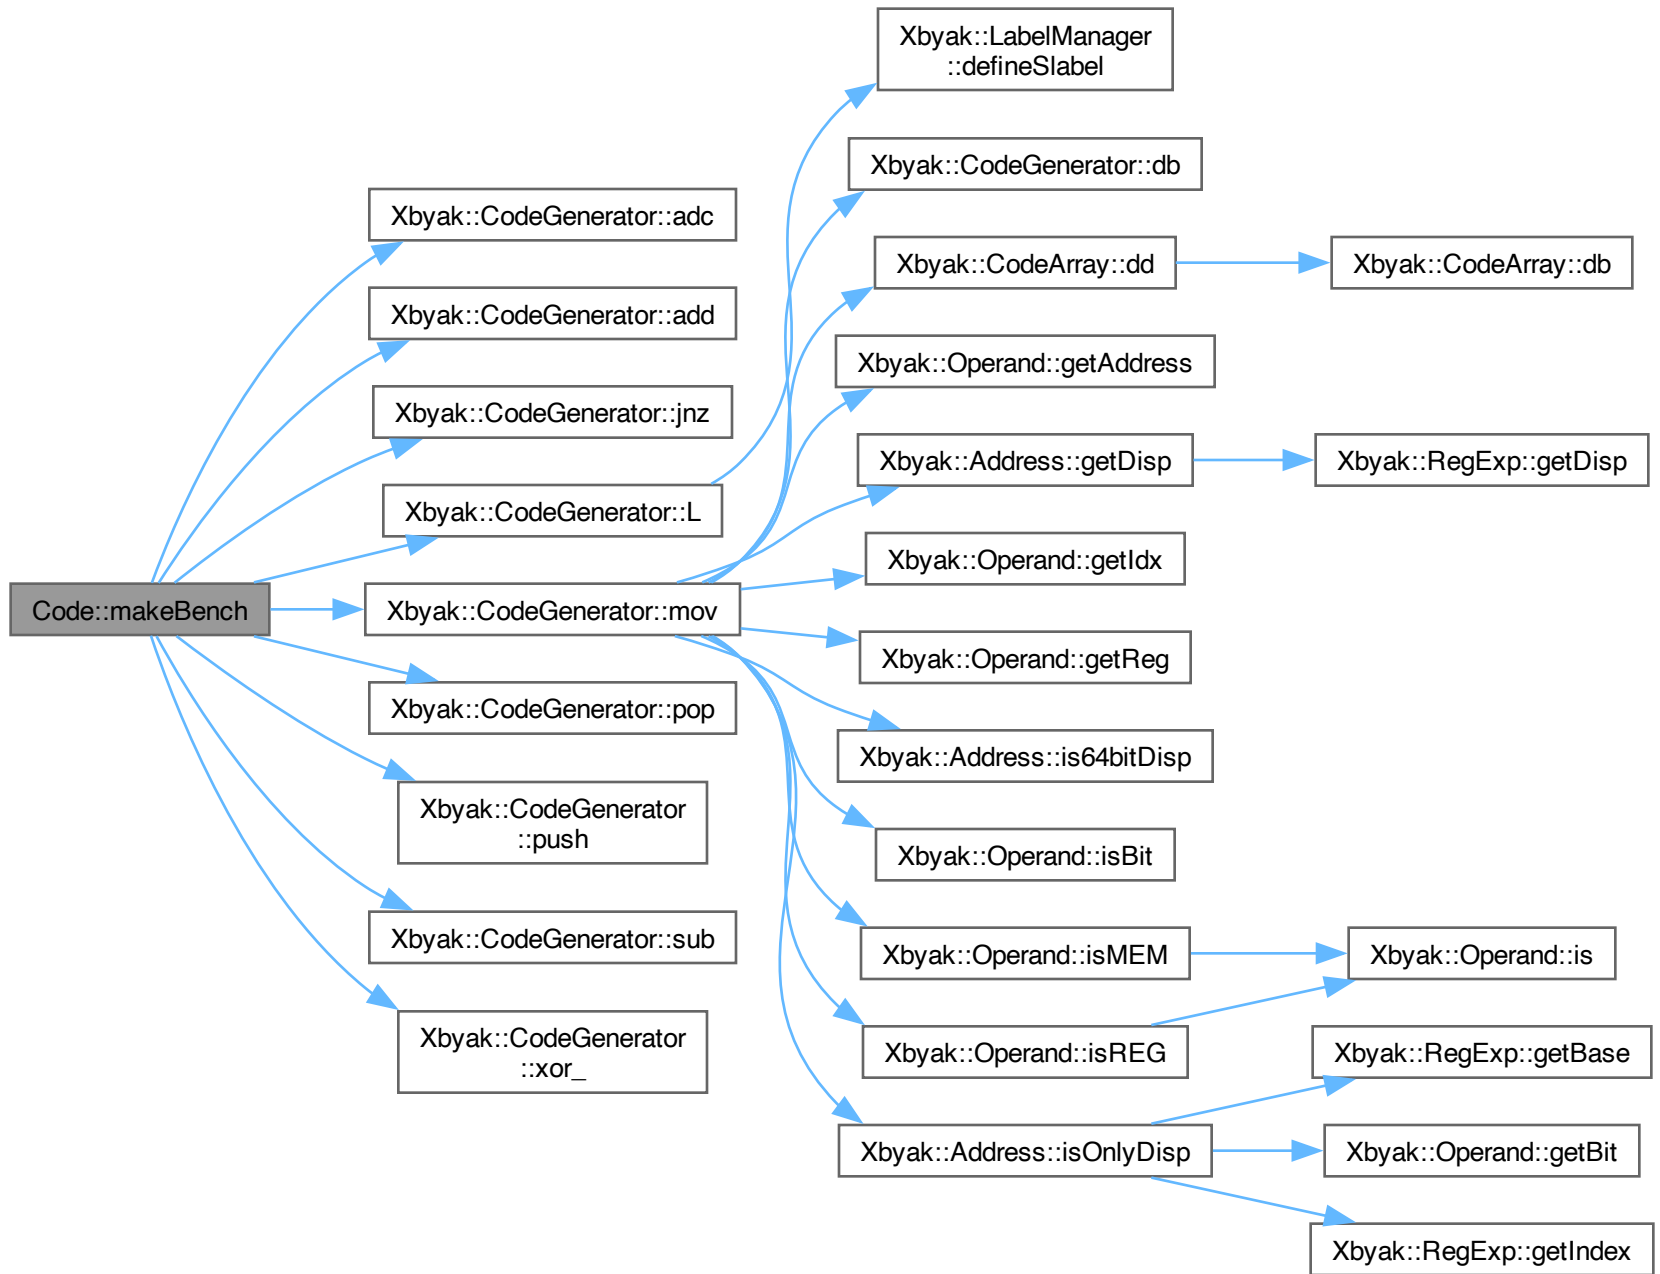 Code::makeBench
Xbyak::CodeGenerator::adc
Xbyak::CodeGenerator::add
Xbyak::CodeGenerator::jnz
Xbyak::CodeGenerator::L
Xbyak::CodeGenerator::mov
Xbyak::CodeGenerator::pop
Xbyak::CodeGenerator
::push
Xbyak::CodeGenerator::sub
Xbyak::CodeGenerator
::xor_
Xbyak::LabelManager
::defineSlabel
Xbyak::CodeGenerator::db
Xbyak::CodeArray::dd
Xbyak::Operand::getAddress
Xbyak::Address::getDisp
Xbyak::Operand::getIdx
Xbyak::Operand::getReg
Xbyak::Address::is64bitDisp
Xbyak::Operand::isBit
Xbyak::Operand::isMEM
Xbyak::Operand::isREG
Xbyak::Address::isOnlyDisp
Xbyak::CodeArray::db
Xbyak::RegExp::getDisp
Xbyak::Operand::is
Xbyak::RegExp::getBase
Xbyak::Operand::getBit
Xbyak::RegExp::getIndex